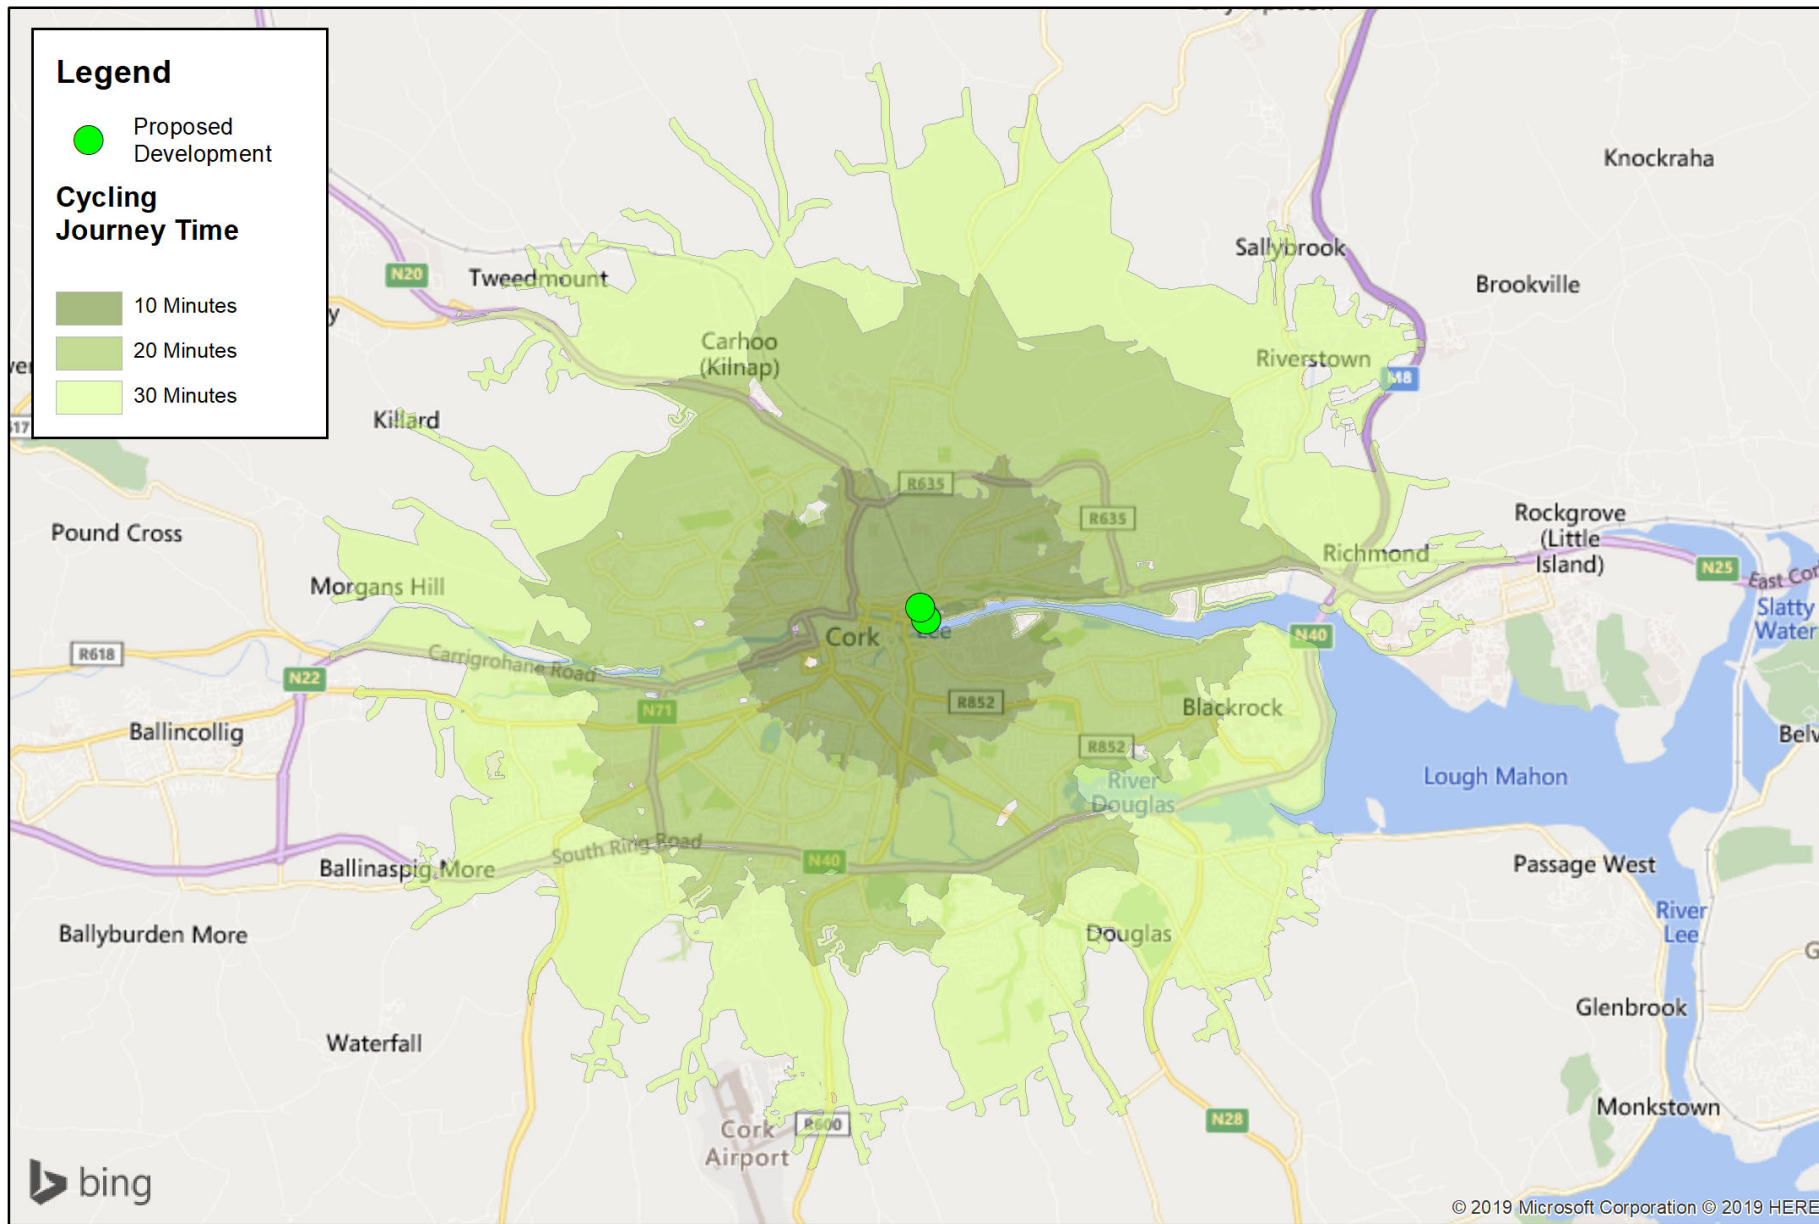 Legend
Proposed
Development
Cycling
Journey Time
10 Minutes
20 Minutes
30 Minutes
Knockraha
Sallybrook
N20
Tweedmount
Brookville
y
Carhoo
(Kilnap)
Riverstown
M8
Killard
R635
R635
Rockgrove
(Little
Island)
Pound Cross
Richmond
N25
East Cor
Morgans Hill
Slatty
Water
Cork
Lee
N40
R618
Carrigrohane Road
N22
N71
R852
Blackrock
Ballincollig
R852
Belv
River
Douglas
Lough Mahon
South Ring Road
N40
Ballinaspig More
Passage West
Ballyburden More
Douglas
River
Lee
G
Glenbrook
Waterfall
Monkstown
Cork
Airport
R600
N28
bing
© 2019 Microsoft Corporation © 2019 HERE